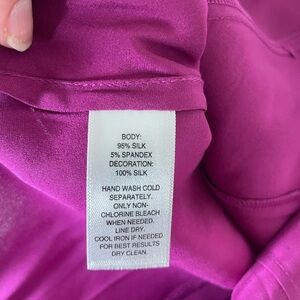 BODY:
95% SILK
5% SPANDEX
DECORATION:
100% SILK
HAND WASH COLD
SEPARATELY.
ONLY NON-
CHLORINE BLEACH
WHEN NEEDED.
LINE DRY.
COOL IRON IF NEEDED.
FOR BEST RESULTS
DRY CLEAN.